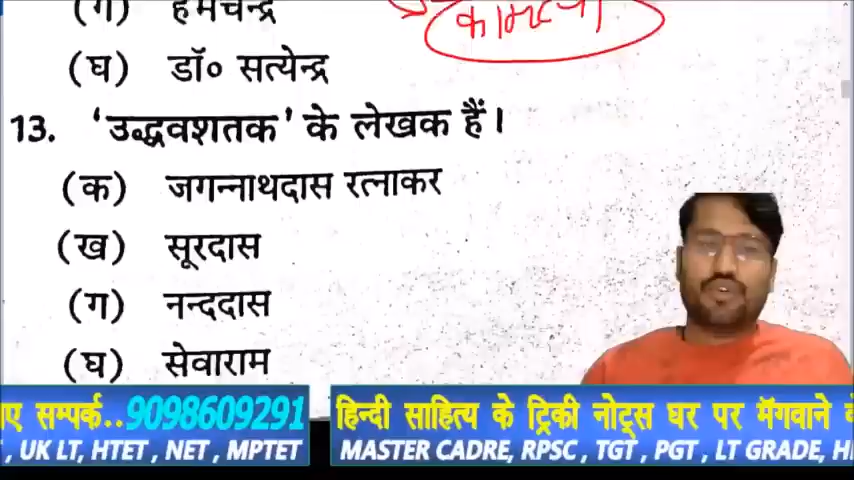 (ग) हेमचन्द्र
(घ) डॉ० सत्येन्द्र
13. 'उद्धवशतक' के लेखक हैं।
(क) जगन्नाथदास रत्नाकर
(ख) सूरदास
(ग) नन्ददास
(घ) सेवाराम
ए सम्पर्क..9098609291
, UK LT, HTET , NET , MPTET
हिन्दी साहित्य के ट्रिकी नोट्स घर पर मॅगवाने
MASTER CADRE, RPSC , TGT , PGT , LT GRADE,